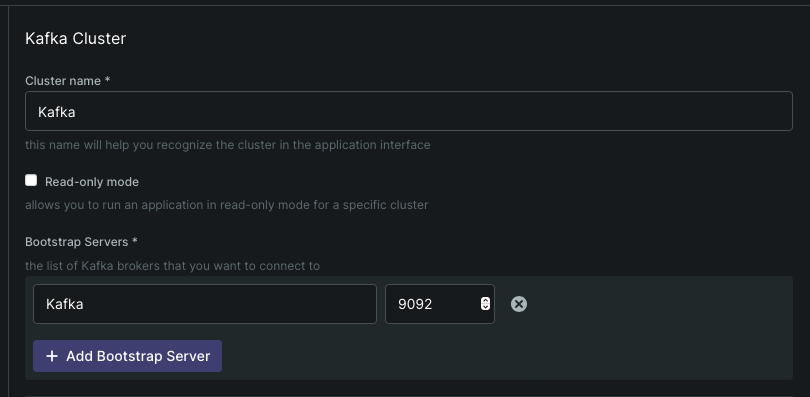 Kafka Cluster
Cluster name *
Kafka
this name will help you recognize the cluster in the application interface
Read-only mode
allows you to run an application in read-only mode for a specific cluster
Bootstrap Servers *
the list of Kafka brokers that you want to connect to
Kafka 9092
+ Add Bootstrap Server